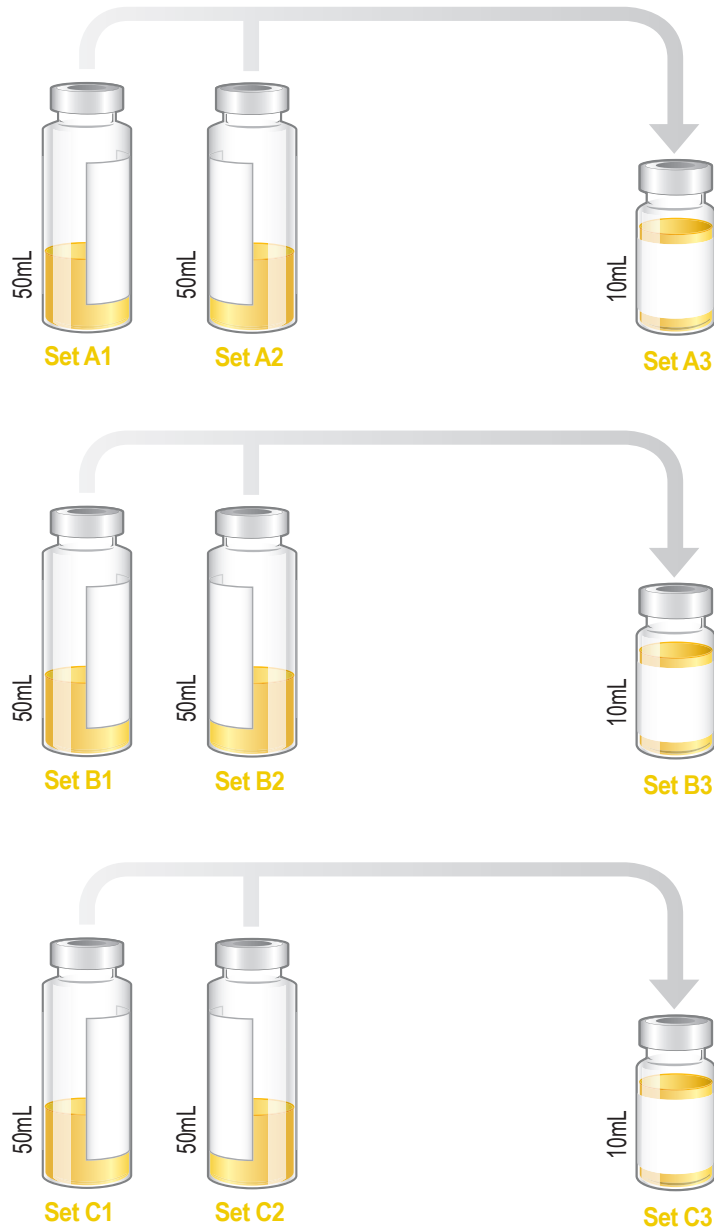 50mL
50mL
10mL
Set A1
Set A2
Set A3
50mL
50mL
10mL
Set B1
Set B2
Set B3
50mL
50mL
10mL
Set C1
Set C2
Set C3